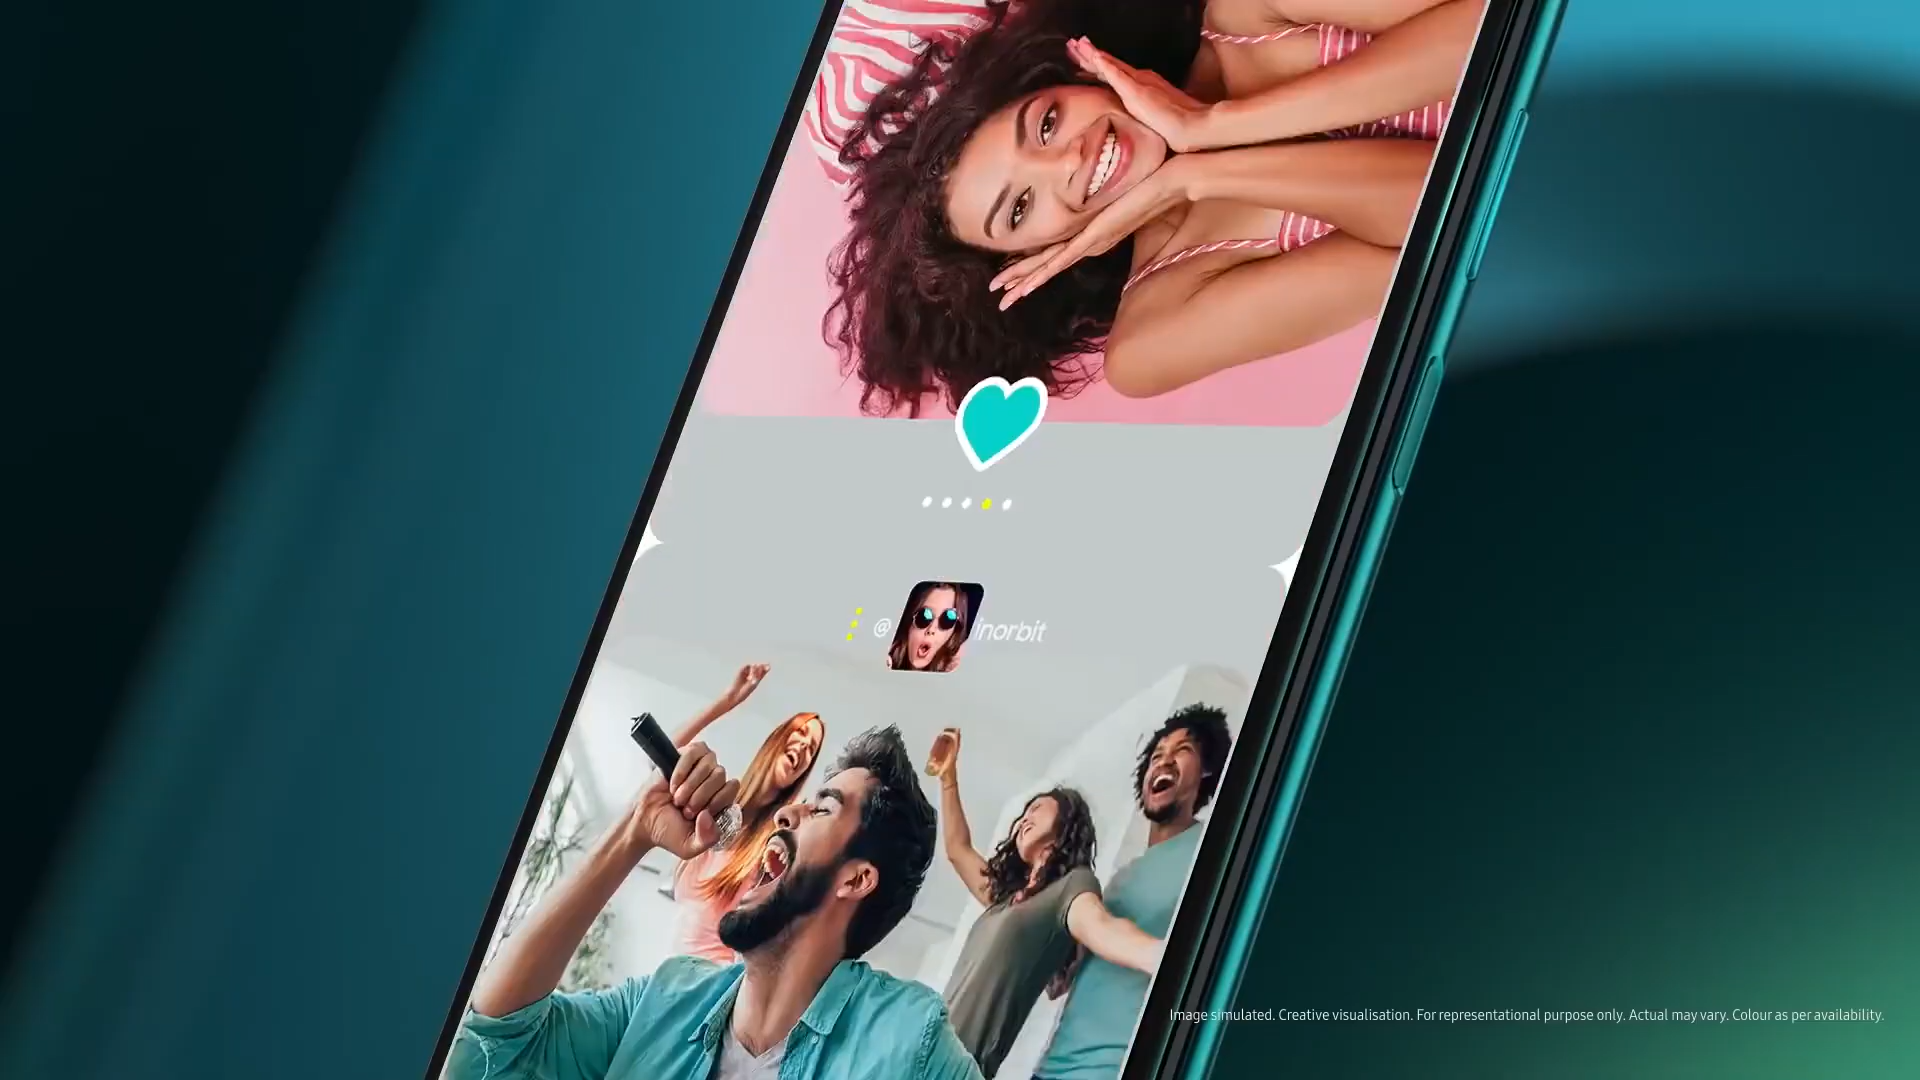 @ inorbit
Image simulated. Creative visualisation. For representational purpose only. Actual may vary. Colour as per availability.